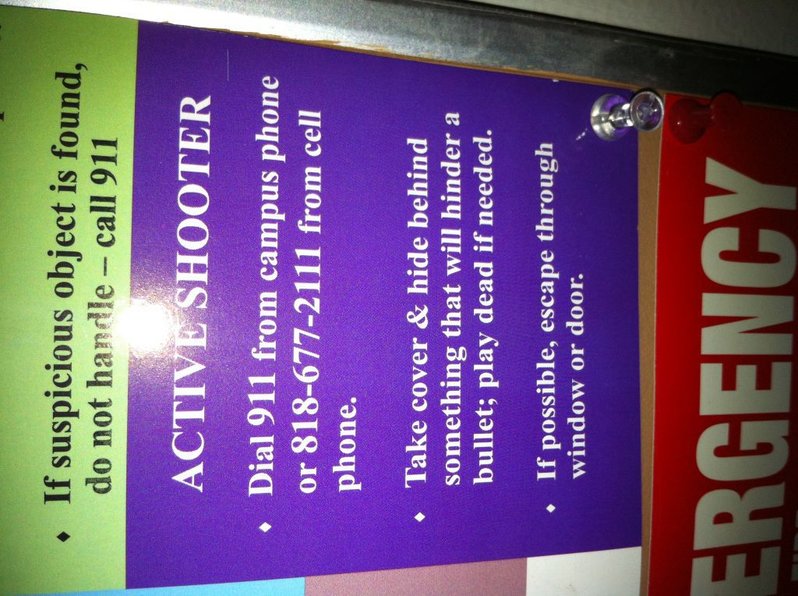 ♦ If suspicious object is found,
do not handle – call 911
ACTIVE SHOOTER
♦ Dial 911 from campus phone
or 818-677-2111 from cell
phone.
♦ Take cover & hide behind
something that will hinder a
bullet; play dead if needed.
♦ If possible, escape through
window or door.
ERGENCY